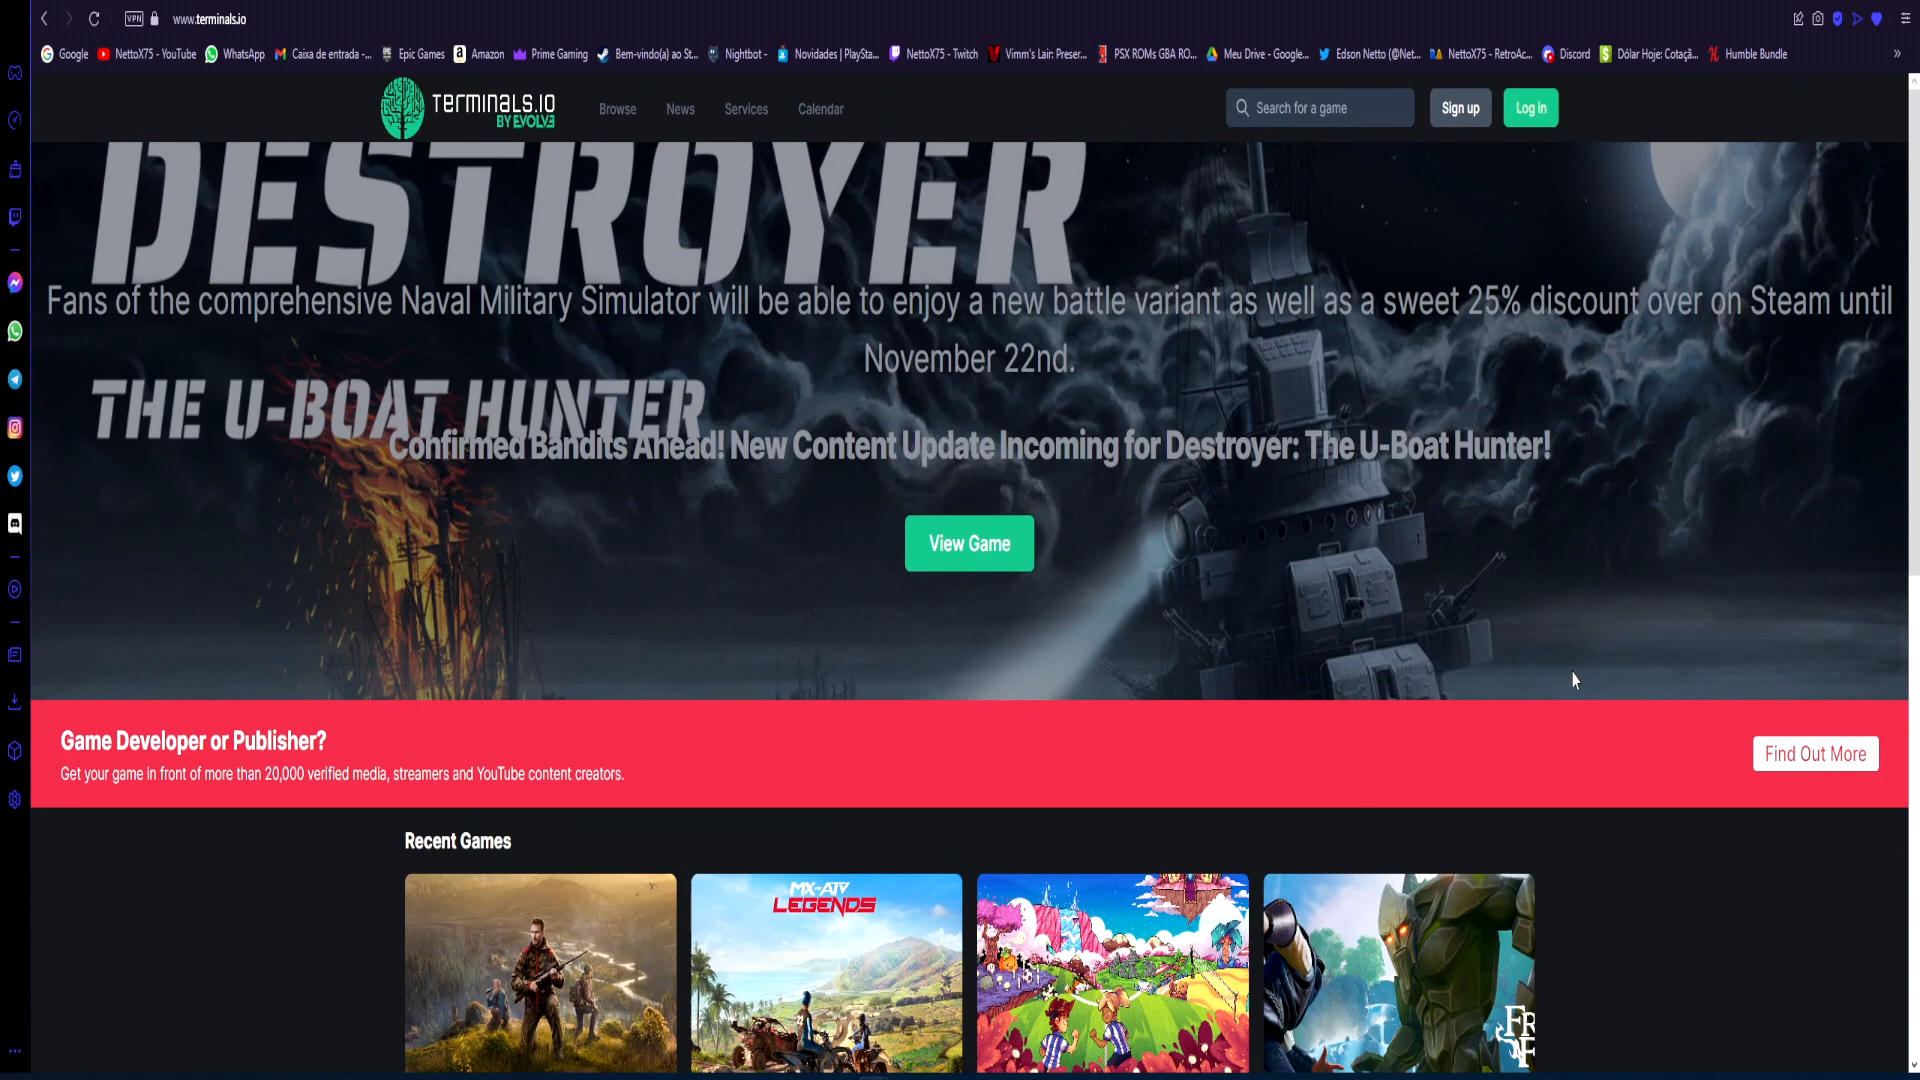 VPN www.terminals.io
Google NettoX75 - YouTube WhatsApp Caixa de entrada -... Epic Games Amazon Prime Gaming Bem-vindo(a) ao St... Nightbot - Novidades | PlaySta... NettoX75 - Twitch Vimm's Lair: Preser... PSX ROMs GBA RO... Meu Drive - Google... Edson Netto (@Net... NettoX75 - RetroAc... Discord Dólar Hoje: Cotaçã... Humble Bundle »
TERMINALS.IO
BY EVOLVE
Browse News Services Calendar Search for a game Sign up Log in
DESTROYER
Fans of the comprehensive Naval Military Simulator will be able to enjoy a new battle variant as well as a sweet 25% discount over on Steam until
November 22nd.
THE U-BOAT HUNTER
Confirmed Bandits Ahead! New Content Update Incoming for Destroyer: The U-Boat Hunter!
View Game
Game Developer or Publisher?
Get your game in front of more than 20,000 verified media, streamers and YouTube content creators.
Find Out More
Recent Games
MX-ATV
LEGENDS